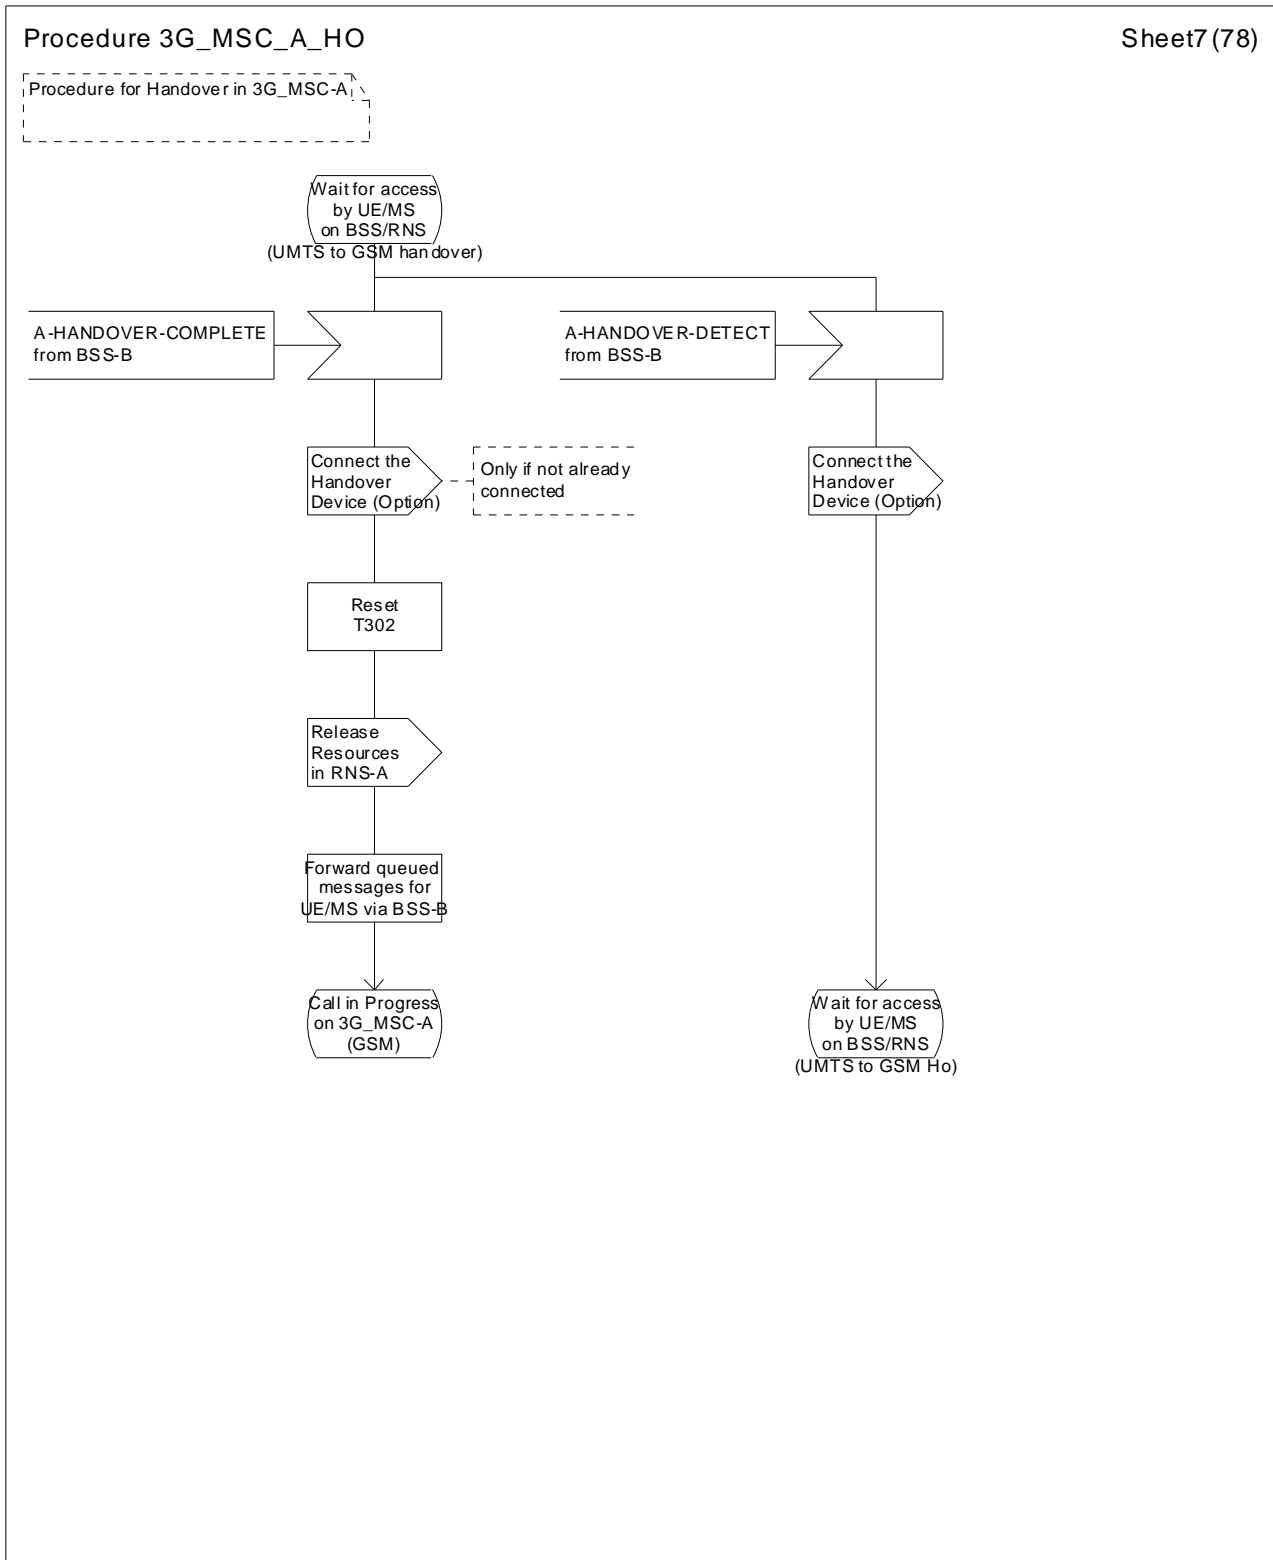 Procedure 3G_MSC_A_HO
Sheet7(78)
Procedure for Handover in 3G_MSC-A
Wait for access
by UE/MS
on BSS/RNS
(UMTS to GSM handover)
A-HANDOVER-COMPLETE
from BSS-B
A-HANDOVER-DETECT
from BSS-B
Connect the
Handover
Device (Option)
Only if not already
connected
Connect the
Handover
Device (Option)
Reset
T302
Release
Resources
in RNS-A
Forward queued
messages for
UE/MS via BSS-B
Call in Progress
on 3G_MSC-A
(GSM)
Wait for access
by UE/MS
on BSS/RNS
(UMTS to GSM Ho)